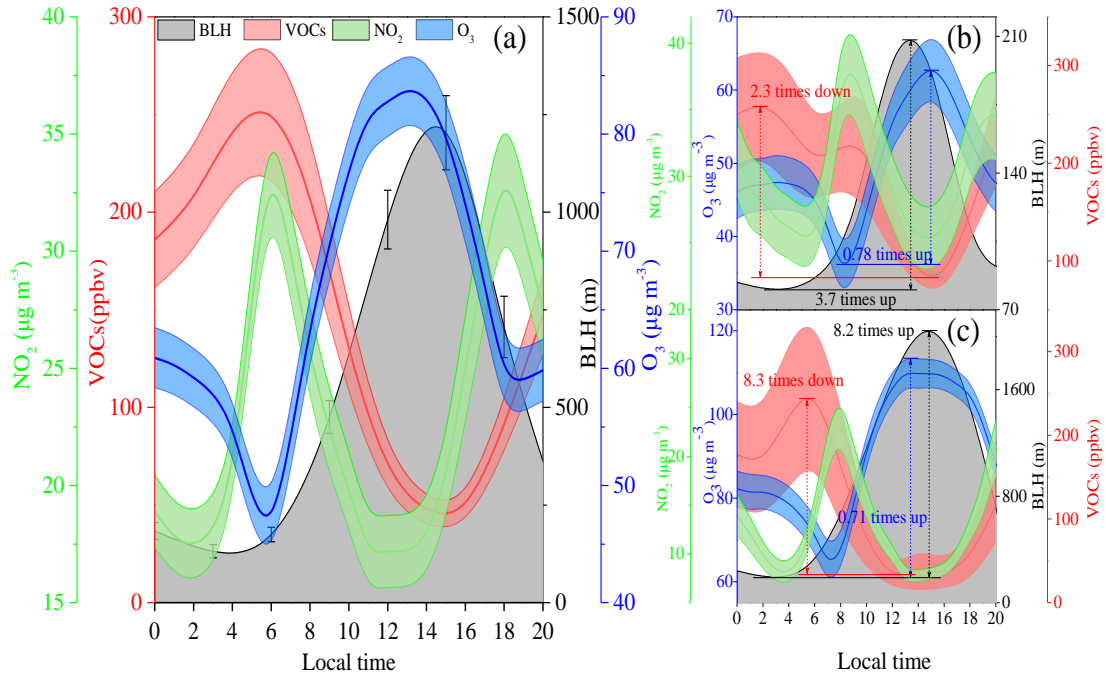 BLH VOCs NO₂ O₃
(a)
40
35
30
25
20
15
NO₂ (µg m⁻³)
300
200
100
0
VOCs(ppbv)
1500
1000
500
0
BLH (m)
90
80
70
60
50
40
O₃ (µg m⁻³)
0 2 4 6 8 10 12 14 16 18 20
Local time
(b)
40
30
20
NO₂ (µg m⁻³)
70
60
50
40
30
O₃ (µg m⁻³)
2.3 times down
0.78 times up
3.7 times up
210
140
70
BLH (m)
300
200
100
VOCs (ppbv)
(c)
30
20
10
NO₂ (µg m⁻³)
120
100
80
60
O₃ (µg m⁻³)
8.2 times up
8.3 times down
0.71 times up
1600
800
0
BLH (m)
300
200
100
0
VOCs (ppbv)
0 2 4 6 8 10 12 14 16 18 20
Local time